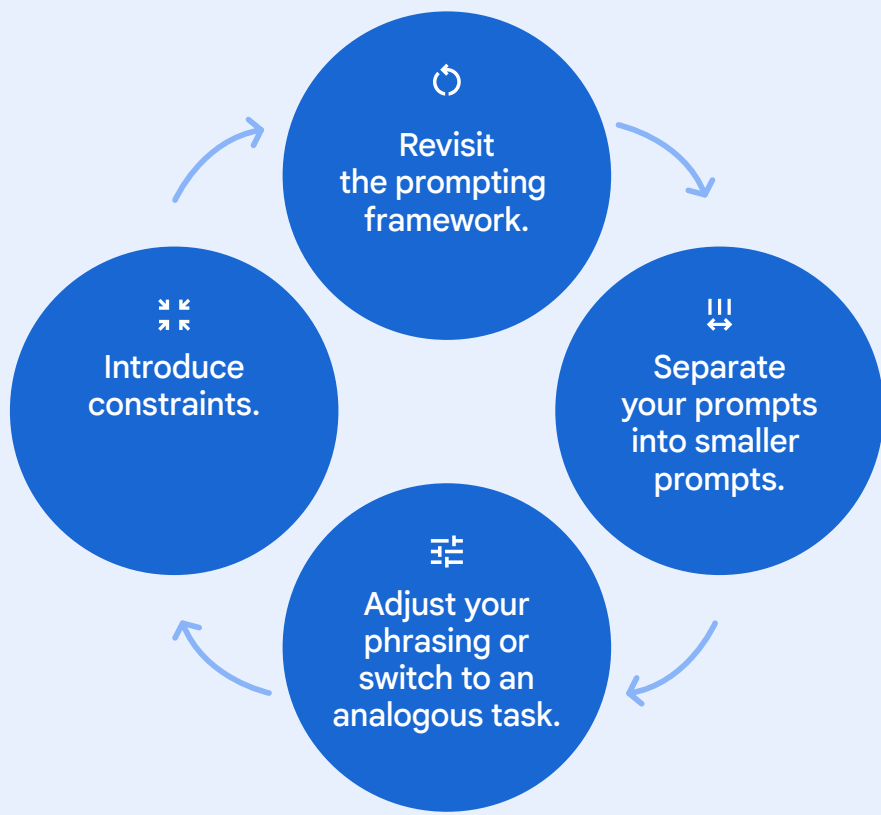 Revisit
the prompting
framework.
Separate
your prompts
into smaller
prompts.
Adjust your
phrasing or
switch to an
analogous task.
Introduce
constraints.